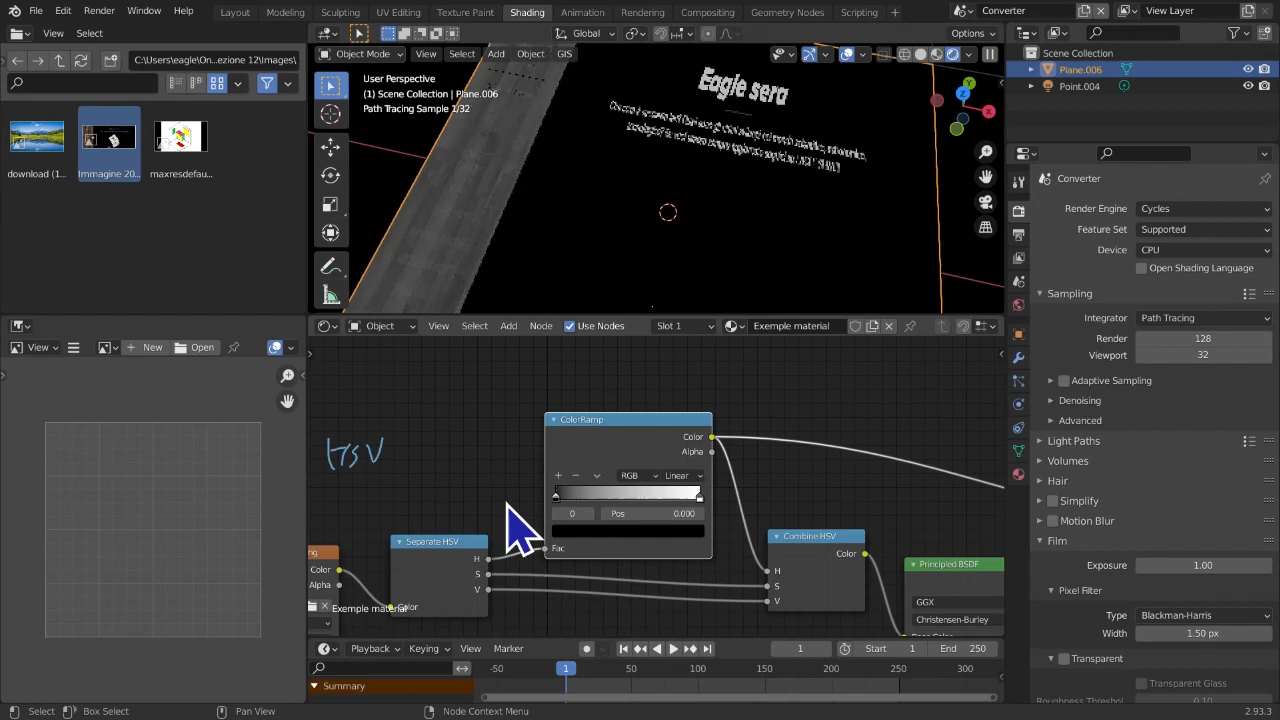 File Edit Render Window Help
Layout Modeling Sculpting UV Editing Texture Paint Shading Animation Rendering Compositing Geometry Nodes Scripting
Converter
View Layer
View Select
Global
Options
C:\Users\eagle\On...ezione 12\Images\
Object Mode View Select Add Object GIS
User Perspective
(1) Scene Collection | Plane.006
Path Tracing Sample 1/32
Eagle sera
download (1...
Immagine 20...
maxresdefau...
X
Y
Z
Scene Collection
Plane.006
Point.004
Converter
Render Engine Cycles
Feature Set Supported
Device CPU
Open Shading Language
Sampling
Integrator Path Tracing
Render 128
Viewport 32
Adaptive Sampling
Denoising
Advanced
Light Paths
Volumes
Hair
Simplify
Motion Blur
Film
Exposure 1.00
Pixel Filter
Type Blackman-Harris
Width 1.50 px
Transparent
Transparent Glass
Roughness Threshol. 0.10
View New Open
Object View Select Add Node Use Nodes Slot 1 Exemple material
HSV
ColorRamp
Color
Alpha
RGB Linear
0 Pos 0.000
Fac
Separate HSV
H
S
V
Color
Color
Alpha
Exemple material
Combine HSV
Color
H
S
V
Principled BSDF
GGX
Christensen-Burley
Playback Keying View Marker
1 Start 1 End 250
1 50 100 150 200 250 300
Summary
Select Box Select Pan View Node Context Menu 2.93.3